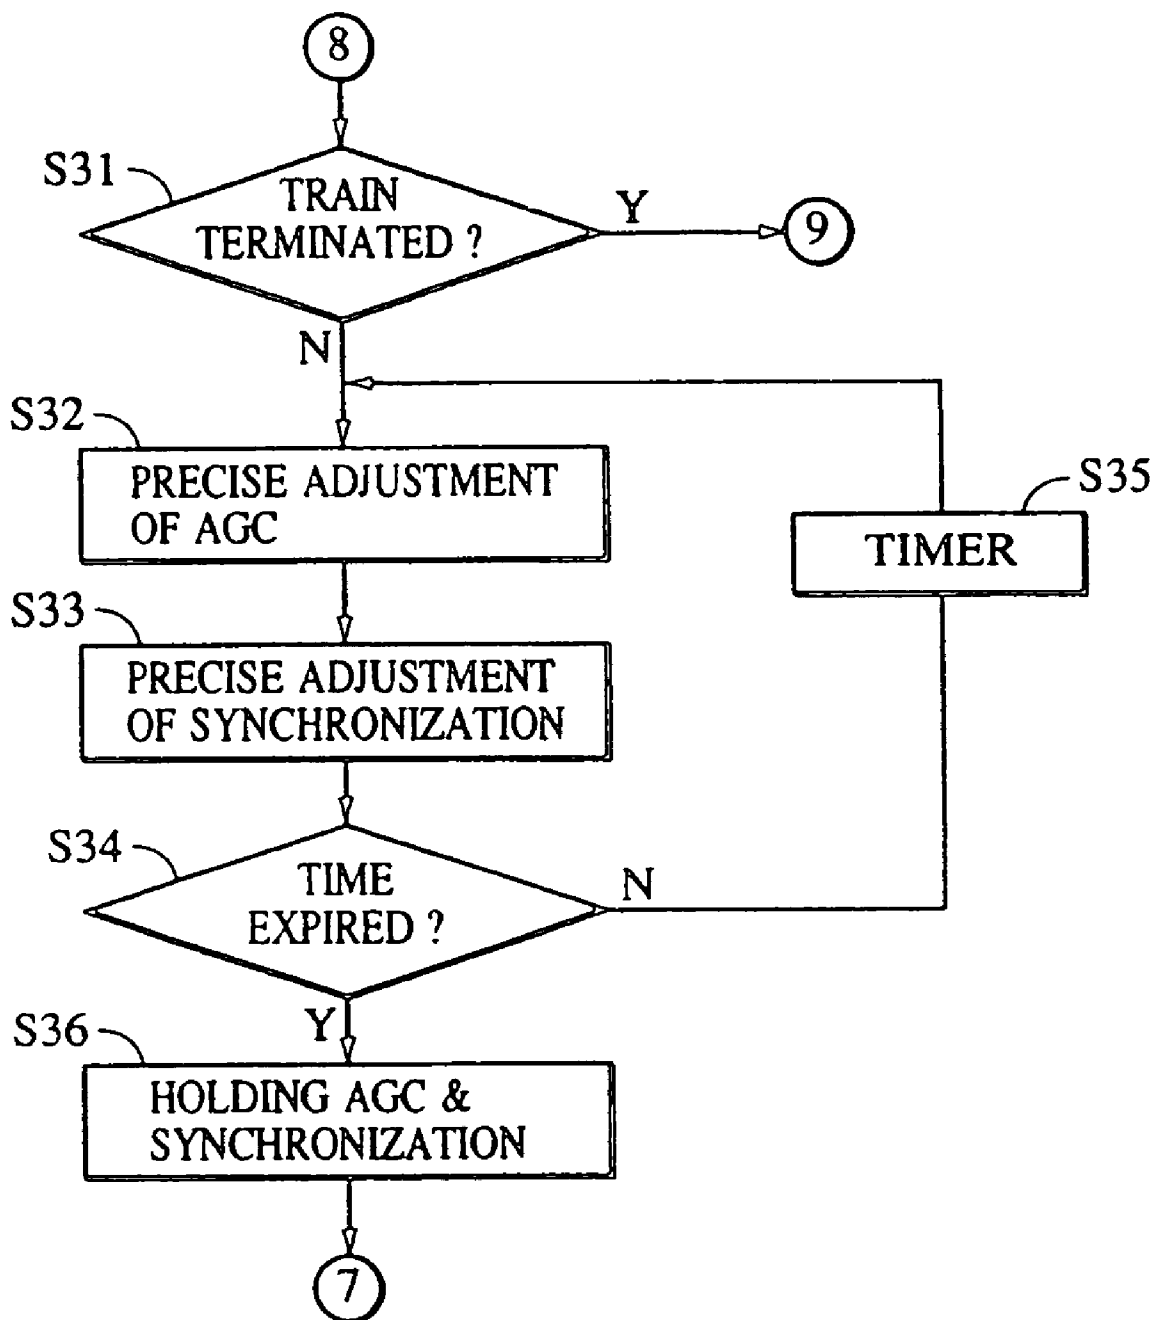 8
S31
TRAIN
TERMINATED ?
Y
9
N
S32
PRECISE ADJUSTMENT
OF AGC
S35
TIMER
S33
PRECISE ADJUSTMENT
OF SYNCHRONIZATION
S34
TIME
EXPIRED ?
N
Y
S36
HOLDING AGC &
SYNCHRONIZATION
7